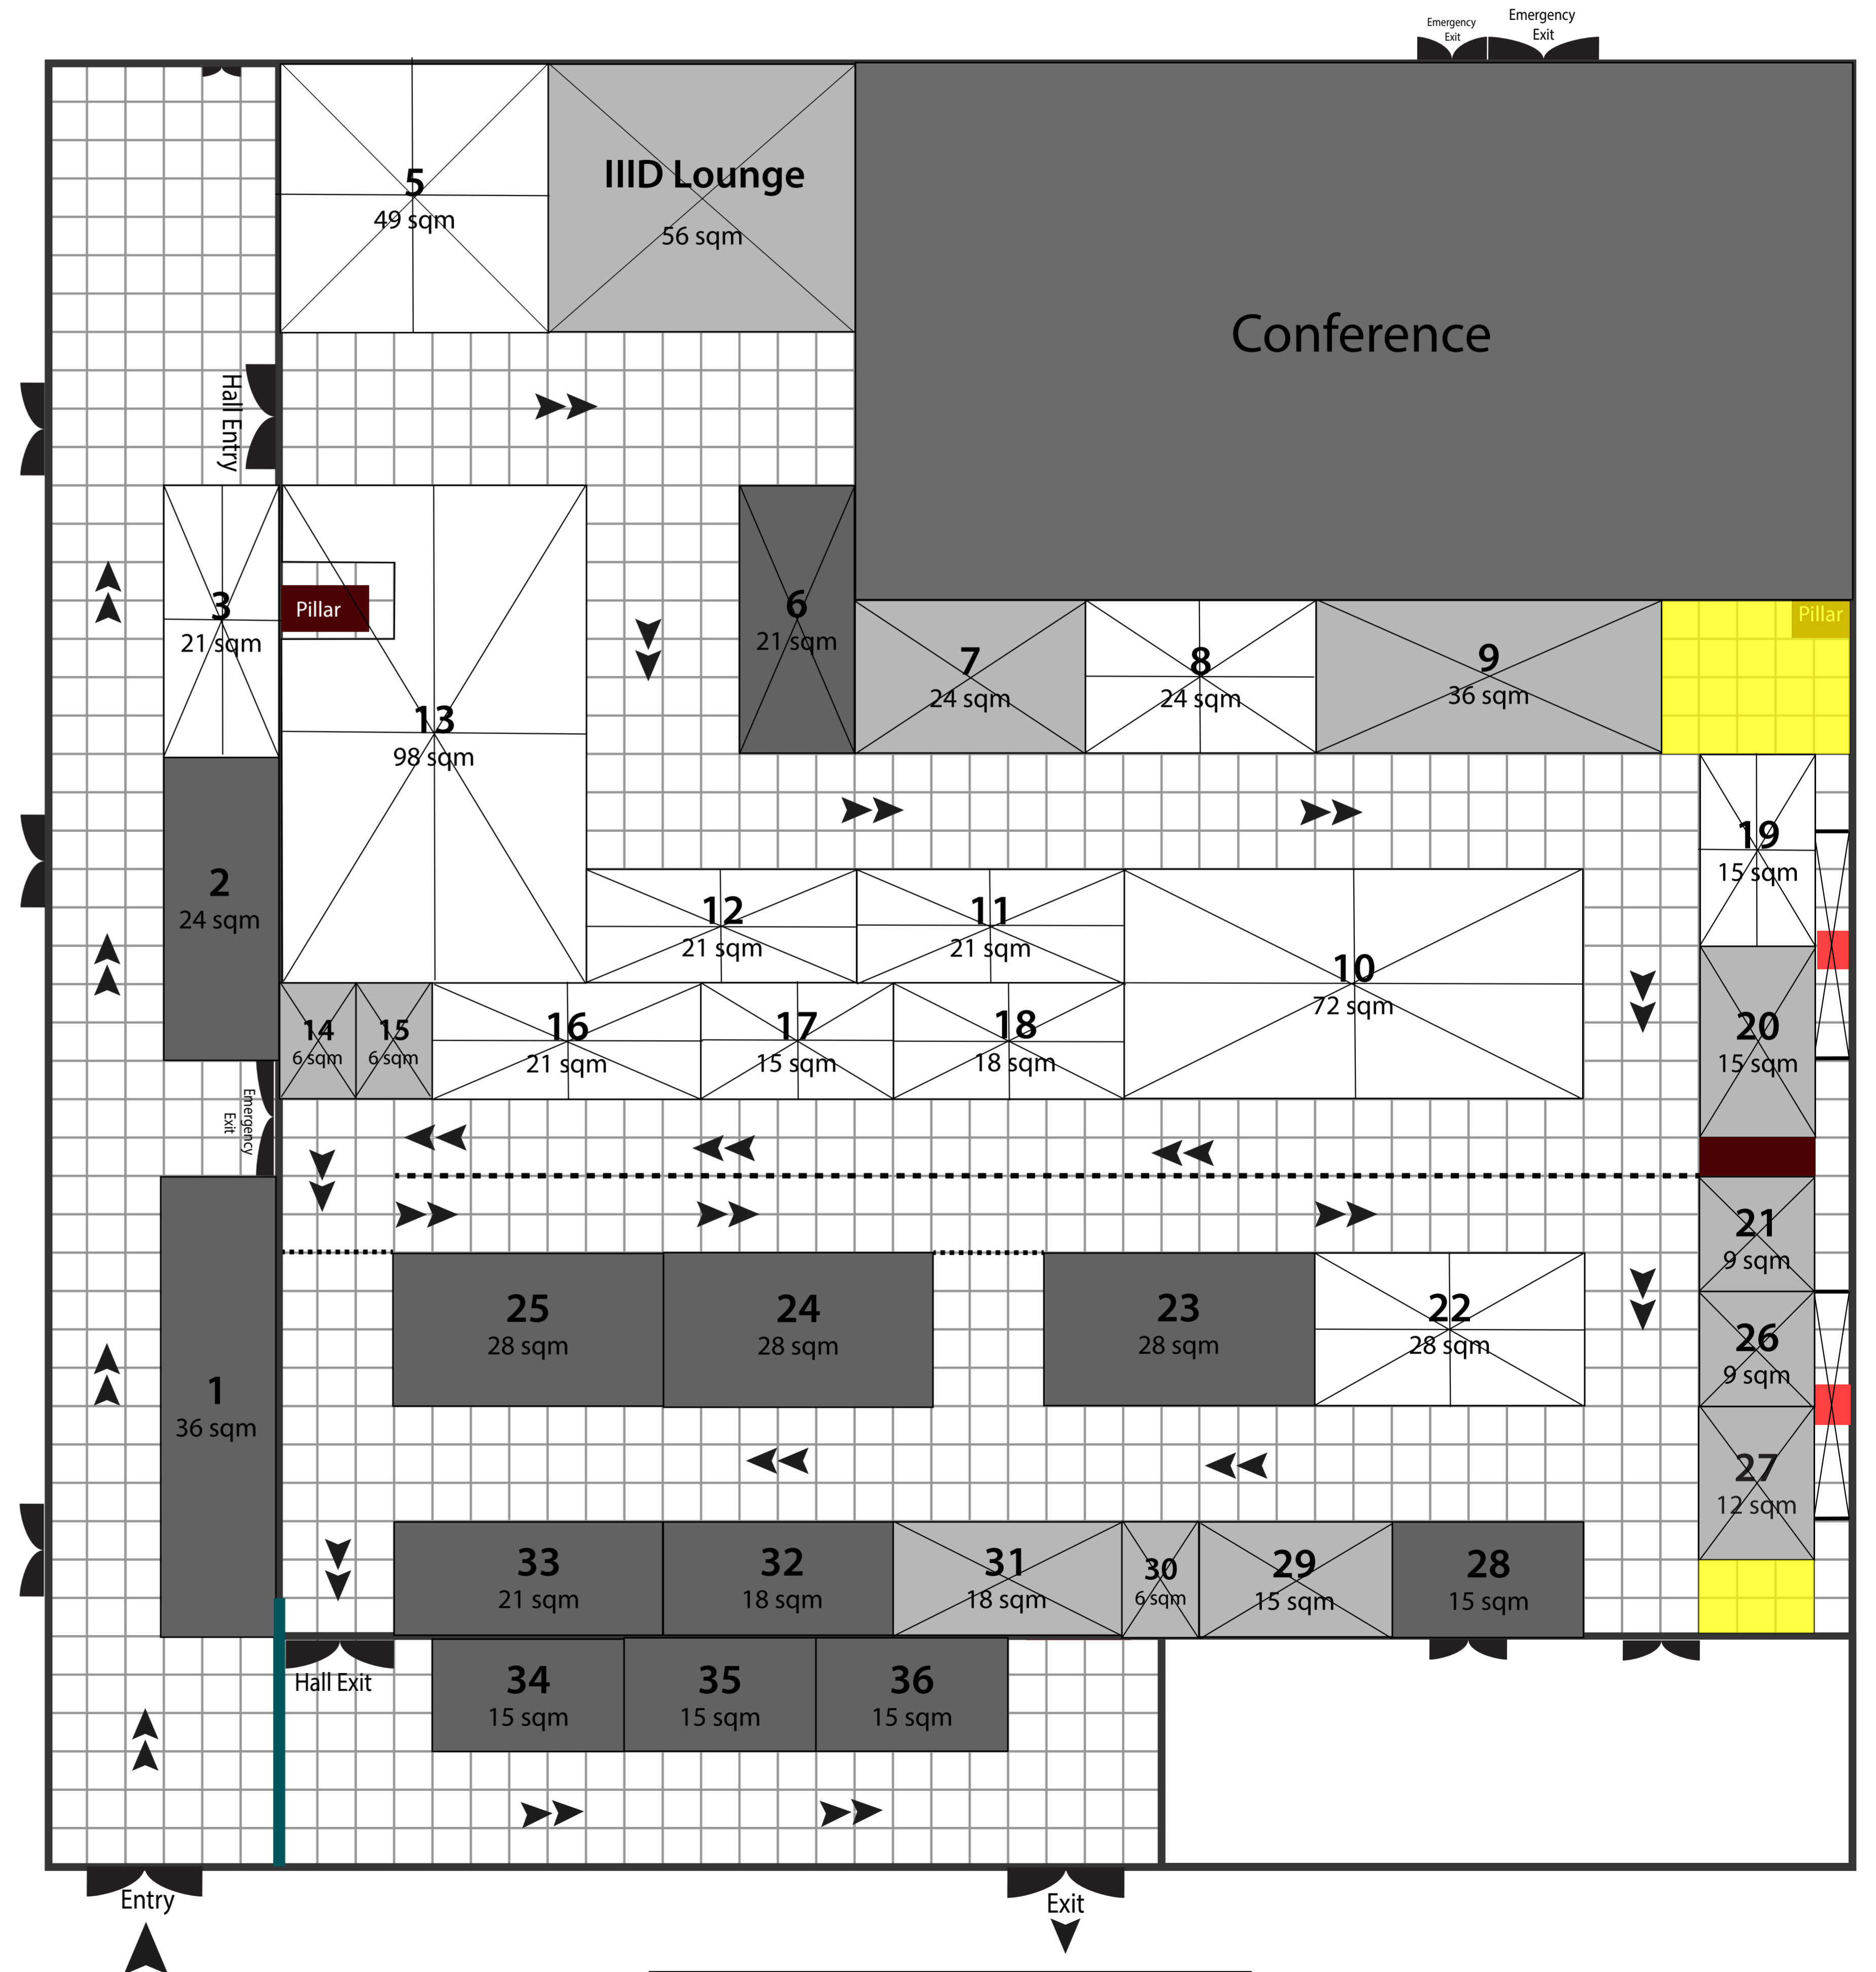 Emergency
Exit
Emergency
Exit
5
49 sqm
IIID Lounge
56 sqm
Conference
Hall Entry
3
21 sqm
Pillar
13
98 sqm
6
21 sqm
7
24 sqm
8
24 sqm
9
36 sqm
Pillar
2
24 sqm
12
21 sqm
11
21 sqm
10
72 sqm
19
15 sqm
14
6 sqm
15
6 sqm
16
21 sqm
17
15 sqm
18
18 sqm
20
15 sqm
Emergency
Exit
21
9 sqm
1
36 sqm
25
28 sqm
24
28 sqm
23
28 sqm
22
28 sqm
26
9 sqm
27
12 sqm
33
21 sqm
32
18 sqm
31
18 sqm
30
6 sqm
29
15 sqm
28
15 sqm
Hall Exit
34
15 sqm
35
15 sqm
36
15 sqm
Entry
Exit